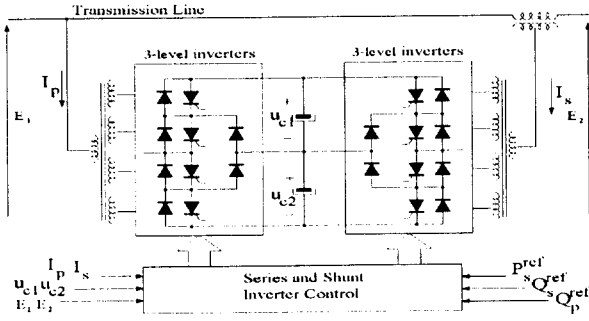 Transmission Line
3-level inverters
3-level inverters
I_p
I_s
E_1
E_2
u_c1
u_c2
I_p I_s
u_c1 u_c2
E_1 E_2
Series and Shunt
Inverter Control
P_s^ref
Q_s^ref
Q_p^ref